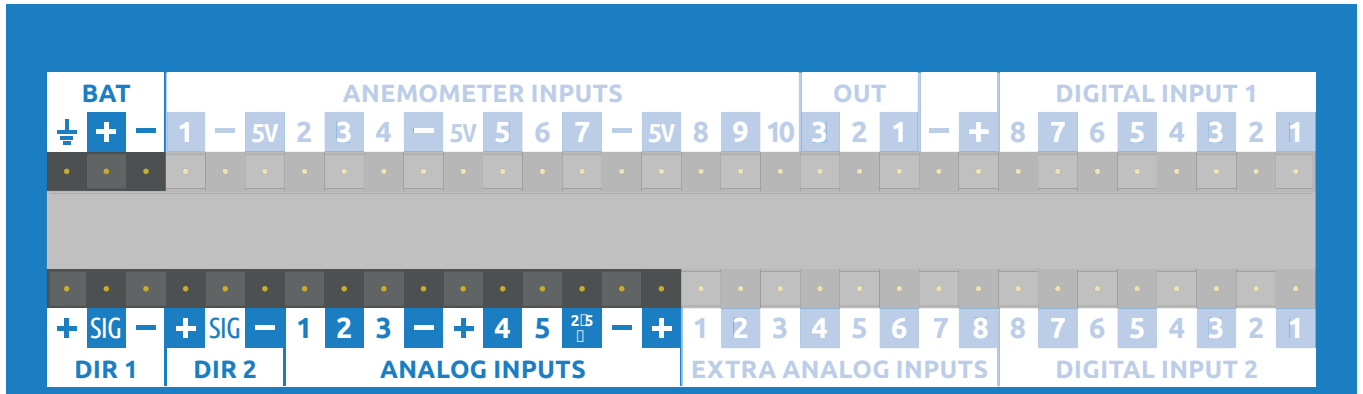 BAT ANEMOMETER INPUTS OUT DIGITAL INPUT 1
⏚ + − 1 − 5V 2 3 4 − 5V 5 6 7 − 5V 8 9 10 3 2 1 − + 8 7 6 5 4 3 2 1
+ SIG − + SIG − 1 2 3 − + 4 5 2▯5▯ − + 1 2 3 4 5 6 7 8 8 7 6 5 4 3 2 1
DIR 1 DIR 2 ANALOG INPUTS EXTRA ANALOG INPUTS DIGITAL INPUT 2